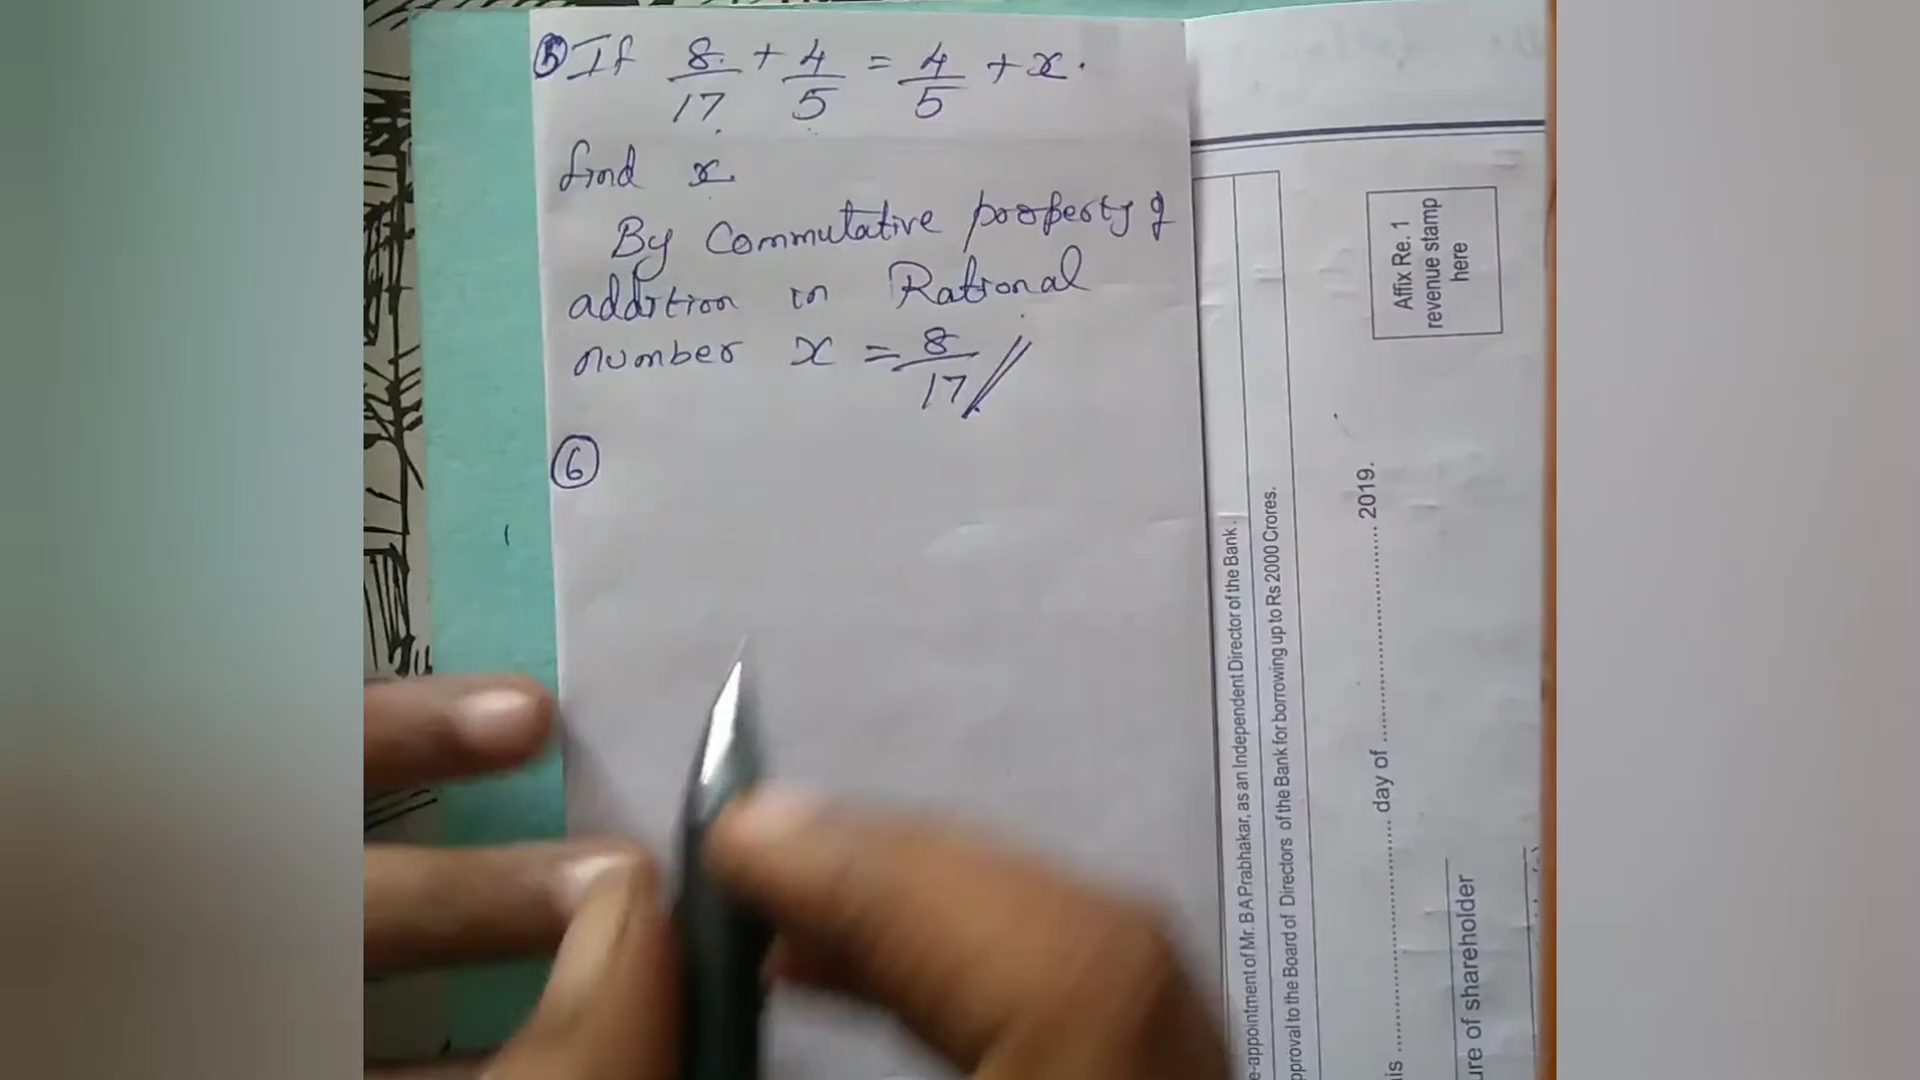 ⑤ If 8/17 + 4/5 = 4/5 + x.
find x.
By Commutative property of
addition in Rational
number x = 8/17 //
⑥
Affix Re. 1
revenue stamp
here
e-appointment of Mr. B A Prabhakar, as an Independent Director of the Bank.
pproval to the Board of Directors of the Bank for borrowing up to Rs 2000 Crores.
is .................... day of .................... 2019.
ure of shareholder